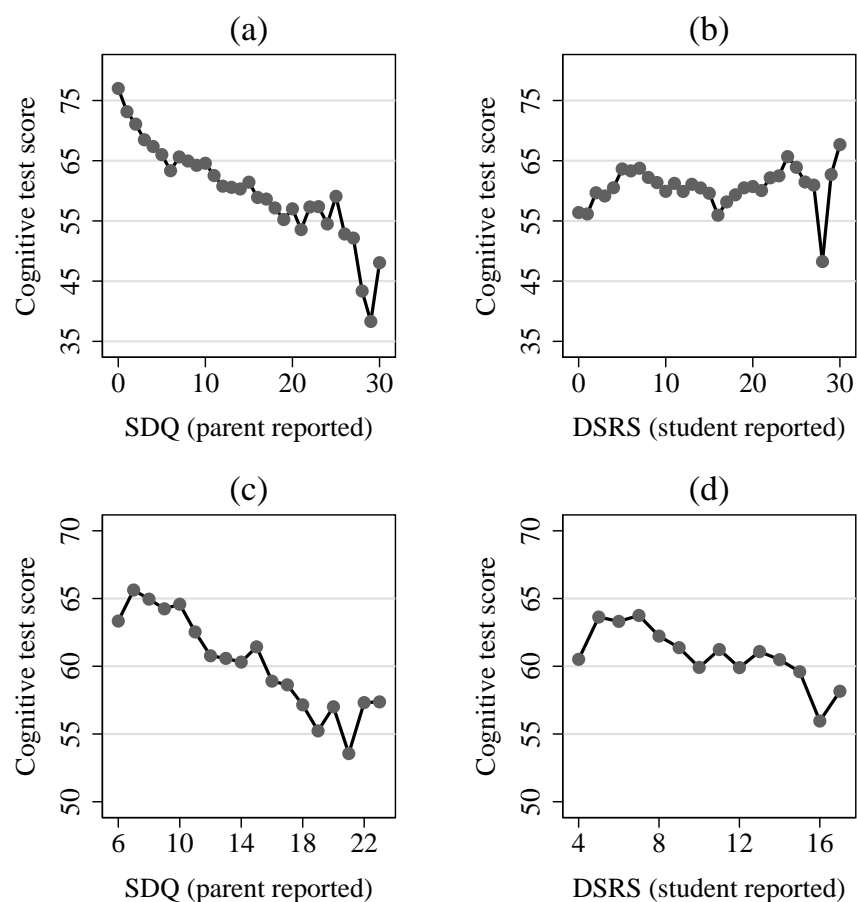 (a)
Cognitive test score
75
65
55
45
35
0 10 20 30
SDQ (parent reported)
(b)
Cognitive test score
75
65
55
45
35
0 10 20 30
DSRS (student reported)
(c)
Cognitive test score
70
65
60
55
50
6 10 14 18 22
SDQ (parent reported)
(d)
Cognitive test score
70
65
60
55
50
4 8 12 16
DSRS (student reported)